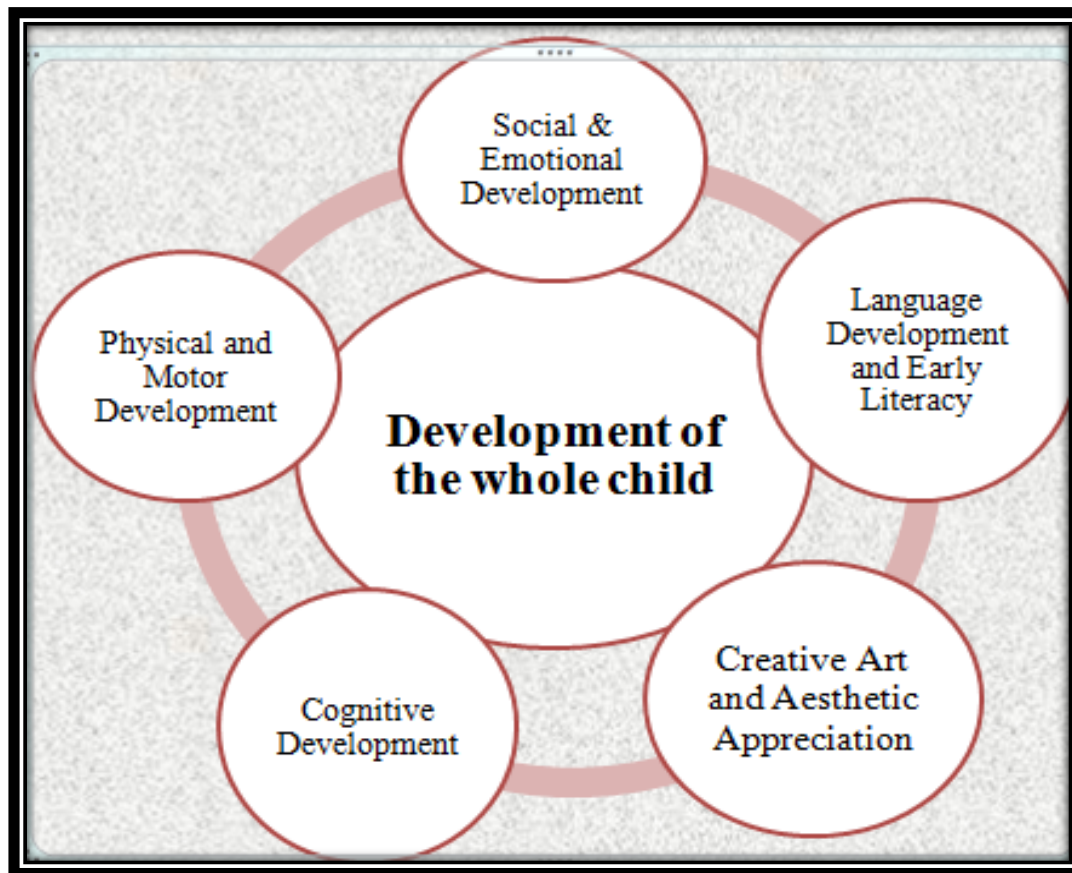 Social &
Emotional
Development
Language
Development
and Early
Literacy
Physical and
Motor
Development
Development of
the whole child
Creative Art
and Aesthetic
Appreciation
Cognitive
Development